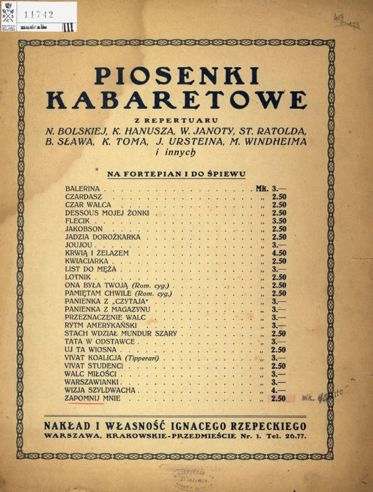 11742
musicalia
III
PIOSENKI
KABARETOWE
Z REPERTUARU
N. BOLSKIEJ, K. HANUSZA, W. JANOTY, ST. RATOLDA,
B. SŁAWA, K. TOMA, J. URSTEINA, M. WINDHEIMA
i innych
NA FORTEPIAN I DO ŚPIEWU
BALERINA Mk. 3.—
CZARDASZ „ 2.50
CZAR WALCA „ 2.50
DESSOUS MOJEJ ŻONKI „ 2.50
FLECIK „ 3.50
JAKOBSON „ 2.50
JADZIA DOROŻKARKA „ 2.50
JOUJOU „ 3.—
KRWIĄ I ŻELAZEM „ 4.50
KWIACIARKA „ 2.50
LIST DO MĘŻA „ 3.—
LOTNIK „ 2.50
ONA BYŁA TWOJĄ (Rom. cyg.) „ 2.50
PAMIĘTAM CHWILE (Rom. cyg.) „ 2.50
PANIENKA Z „CZYTAJA" „ 3.—
PANIENKA Z MAGAZYNU „ 3.—
PRZEZNACZENIE WALC „ 3.—
RYTM AMERYKAŃSKI „ 3.—
STACH WDZIAŁ MUNDUR SZARY „ 2.50
TATA W ODSTAWCE „ 3.—
UJ TA WIOSNA „ 2.50
VIVAT KOALICJA (Tipperari) „ 3.—
VIVAT STUDENCI „ 2.50
WALC MIŁOŚCI „ 3.—
WARSZAWIANKI „ 3.—
WIZJA SZYLDWACHA „ 4.—
ZAPOMNIJ MNIE „ 2.50
NAKŁAD I WŁASNOŚĆ IGNACEGO RZEPECKIEGO
WARSZAWA, KRAKOWSKIE-PRZEDMIEŚCIE Nr. 1. Tel. 26.77.